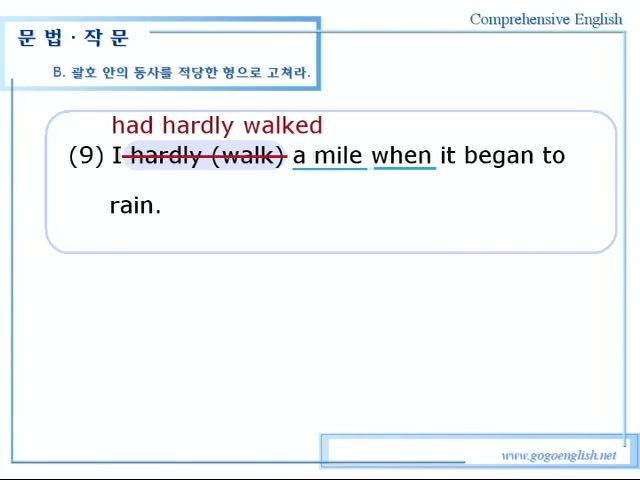 Comprehensive English
문 법 · 작 문
B. 괄호 안의 동사를 적당한 형으로 고쳐라.
had hardly walked
(9) I hardly (walk) a mile when it began to
rain.
www.gogoenglish.net